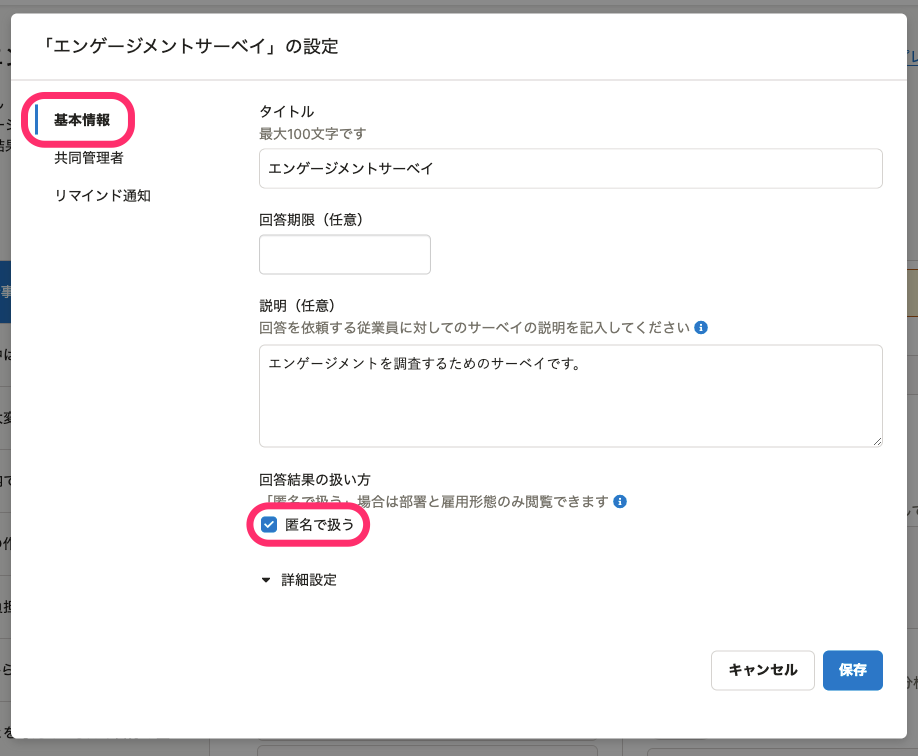 「エンゲージメントサーベイ」の設定
基本情報
共同管理者
リマインド通知
タイトル
最大100文字です
エンゲージメントサーベイ
回答期限（任意）
説明（任意）
回答を依頼する従業員に対してのサーベイの説明を記入してください
エンゲージメントを調査するためのサーベイです。
回答結果の扱い方
「匿名で扱う」場合は部署と雇用形態のみ閲覧できます
匿名で扱う
詳細設定
キャンセル
保存